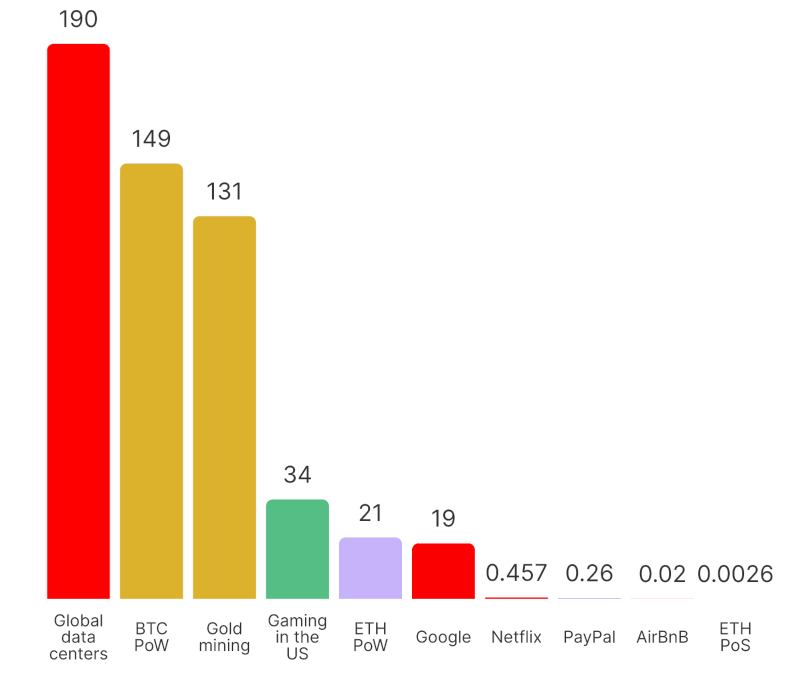 190
149
131
34
21
19
0.457
0.26
0.02
0.0026
Global
data
centers
BTC
PoW
Gold
mining
Gaming
in the
US
ETH
PoW
Google
Netflix
PayPal
AirBnB
ETH
PoS